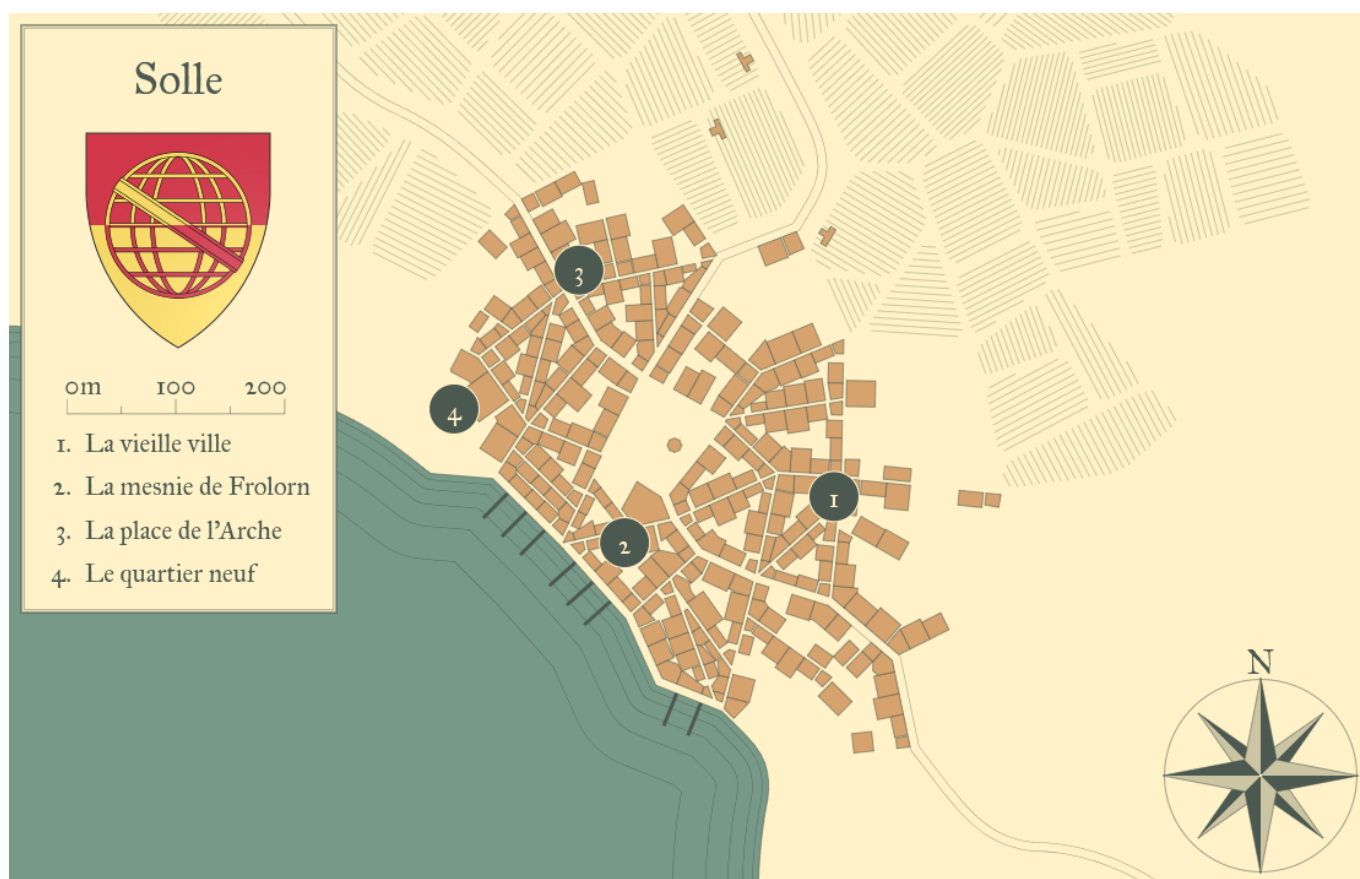 Solle
0m 100 200
1. La vieille ville
2. La mesnie de Frolorn
3. La place de l'Arche
4. Le quartier neuf
3
4
1
2
N